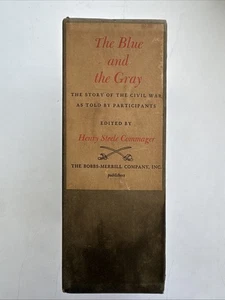 The Blue
and
the Gray
THE STORY OF THE CIVIL WAR
AS TOLD BY PARTICIPANTS
EDITED BY
Henry Steele Commager
THE BOBBS-MERRILL COMPANY, INC.
publishers